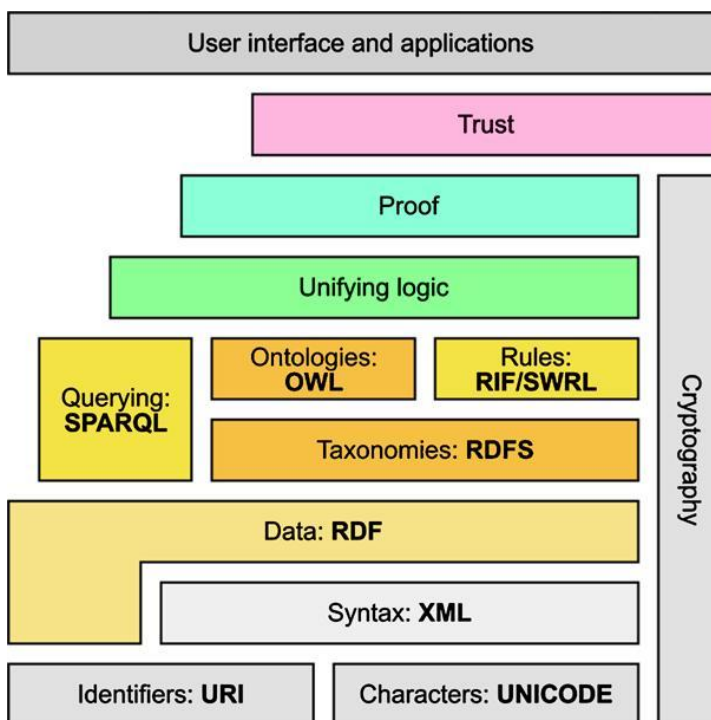 User interface and applications
Trust
Proof
Unifying logic
Ontologies:
OWL
Rules:
RIF/SWRL
Querying:
SPARQL
Taxonomies: RDFS
Cryptography
Data: RDF
Syntax: XML
Identifiers: URI
Characters: UNICODE